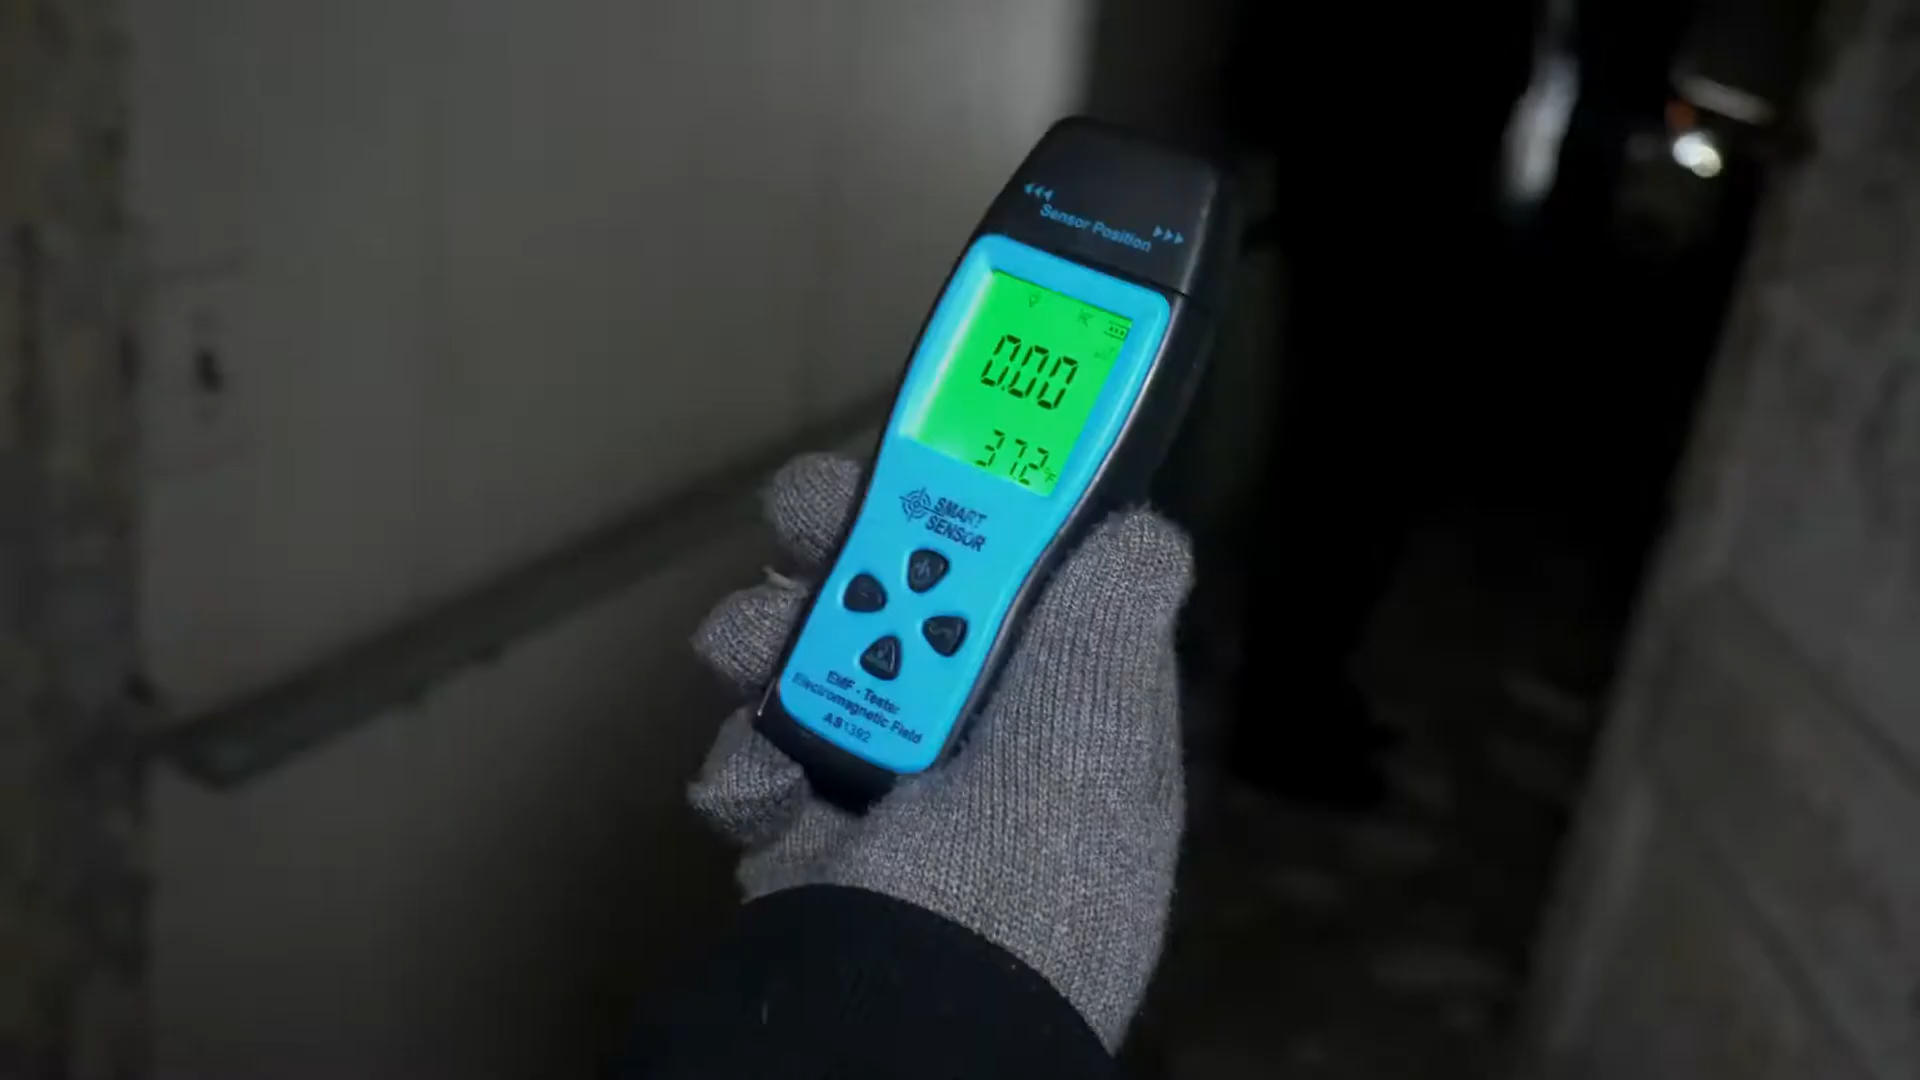 Sensor Position
0.00
37.2°F
SMART
SENSOR
EMF - Tester
Electromagnetic Field
AS1392